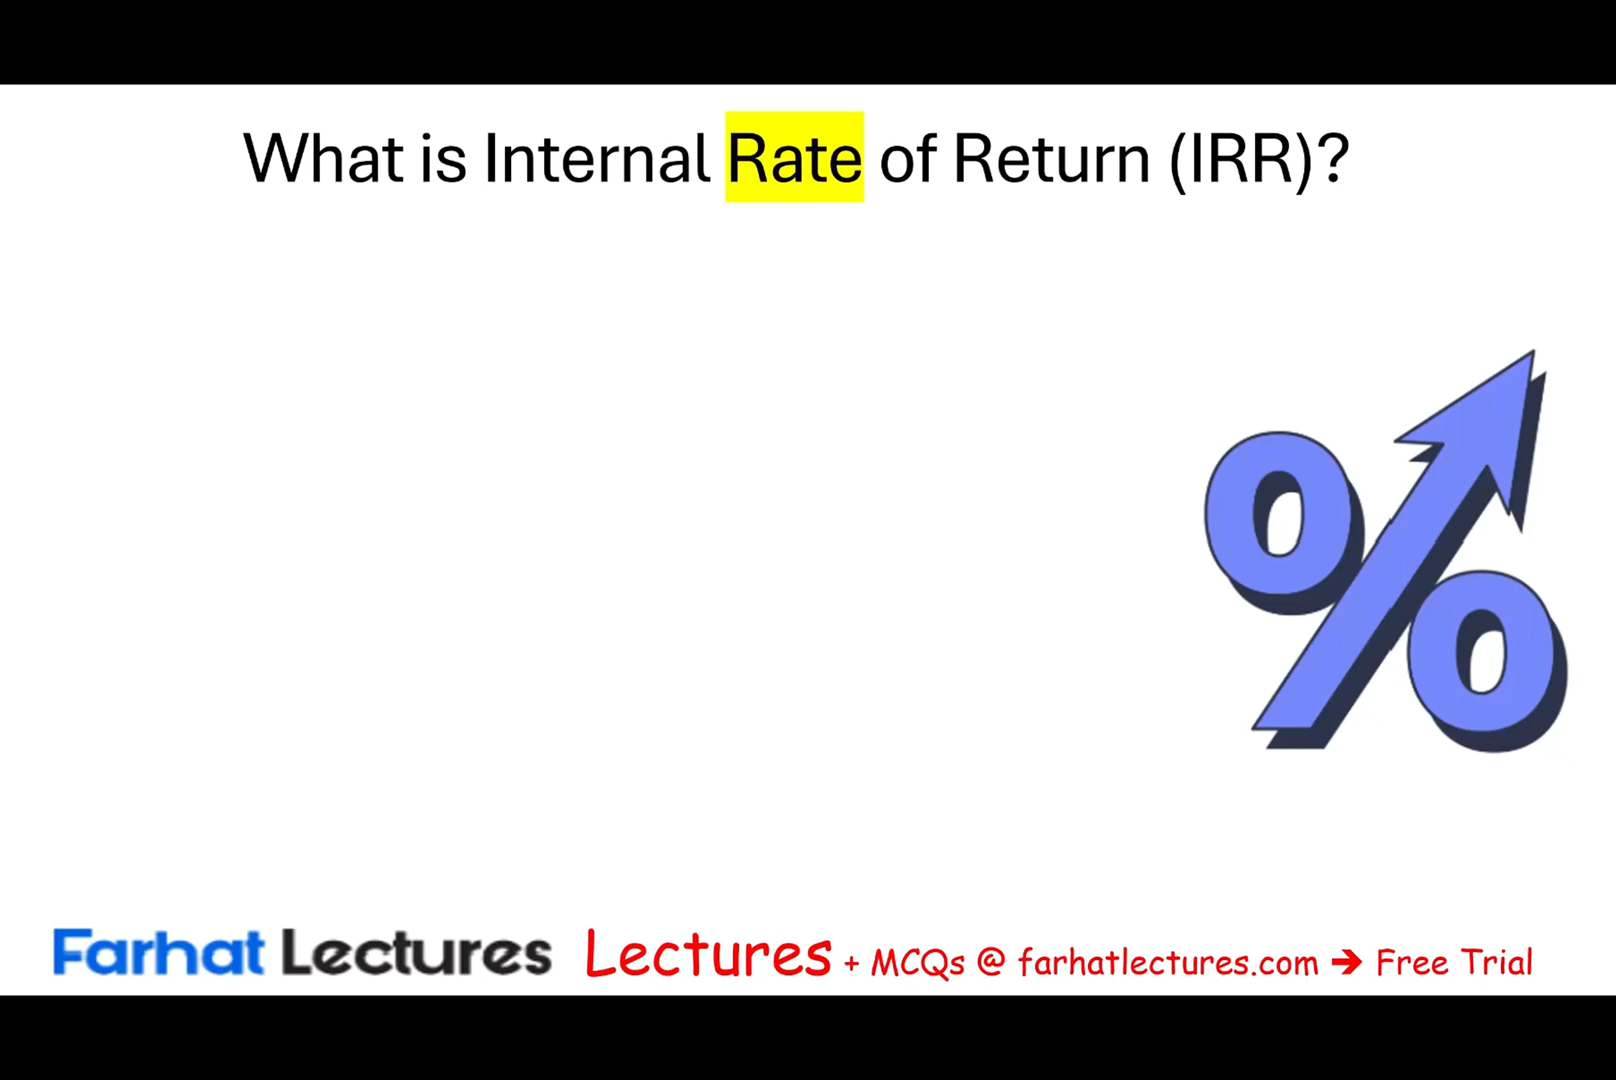 What is Internal Rate of Return (IRR)?
%
Farhat Lectures Lectures + MCQs @ farhatlectures.com ➔ Free Trial